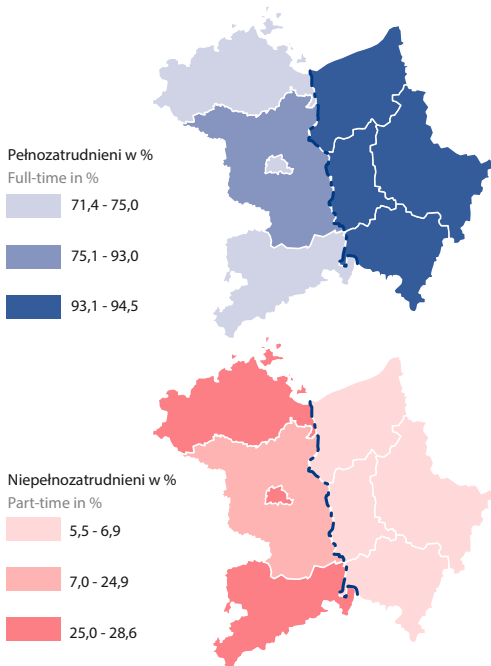 Pełnozatrudnieni w %
Full-time in %
71,4 - 75,0
75,1 - 93,0
93,1 - 94,5
Niepełnozatrudnieni w %
Part-time in %
5,5 - 6,9
7,0 - 24,9
25,0 - 28,6